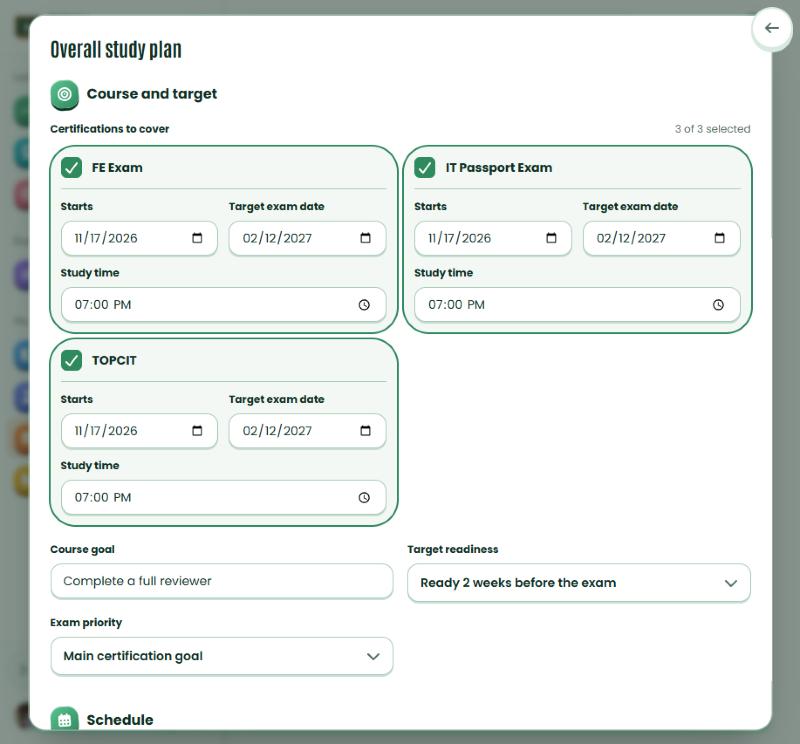 Overall study plan
Course and target
Certifications to cover 3 of 3 selected
FE Exam
Starts Target exam date
11/17/2026 02/12/2027
Study time
07:00 PM
IT Passport Exam
Starts Target exam date
11/17/2026 02/12/2027
Study time
07:00 PM
TOPCIT
Starts Target exam date
11/17/2026 02/12/2027
Study time
07:00 PM
Course goal
Complete a full reviewer
Target readiness
Ready 2 weeks before the exam
Exam priority
Main certification goal
Schedule